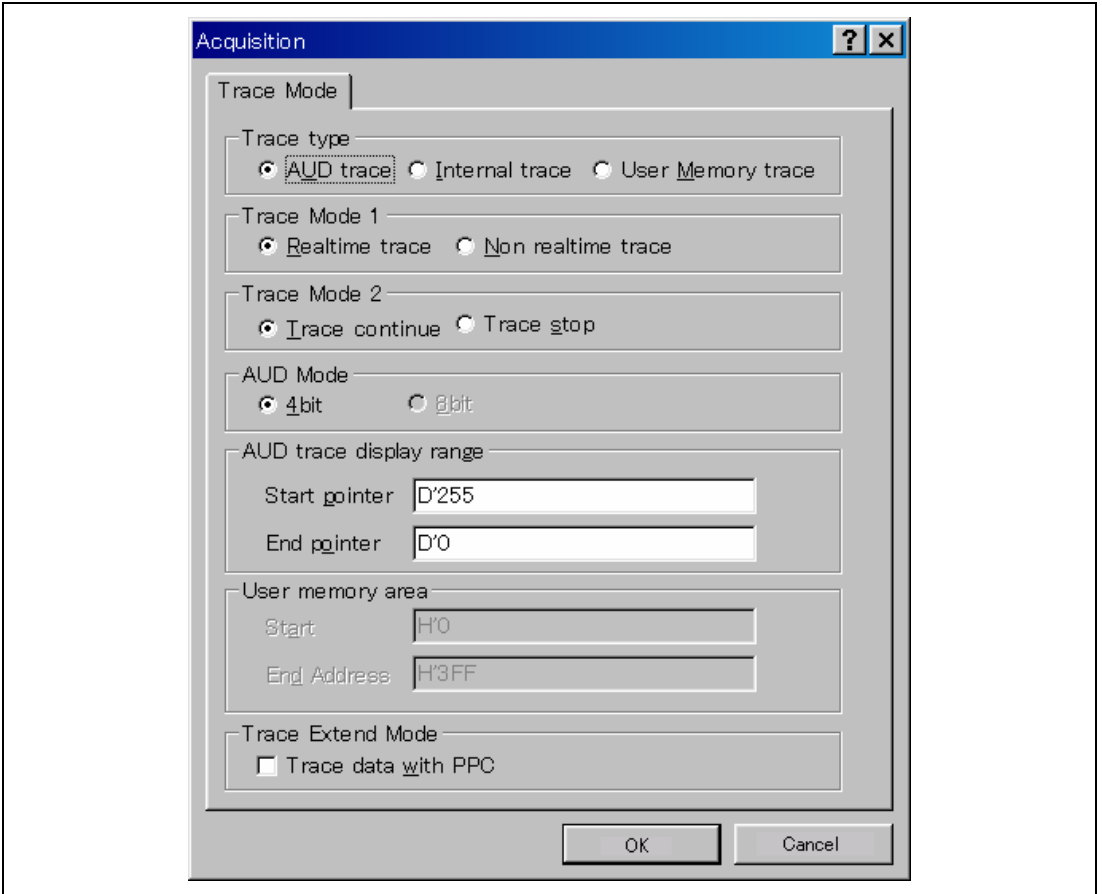 Acquisition
Trace Mode
Trace type
AUD trace Internal trace User Memory trace
Trace Mode 1
Realtime trace Non realtime trace
Trace Mode 2
Trace continue Trace stop
AUD Mode
4bit 8bit
AUD trace display range
Start pointer D'255
End pointer D'0
User memory area
Start H'0
End Address H'3FF
Trace Extend Mode
Trace data with PPC
OK Cancel